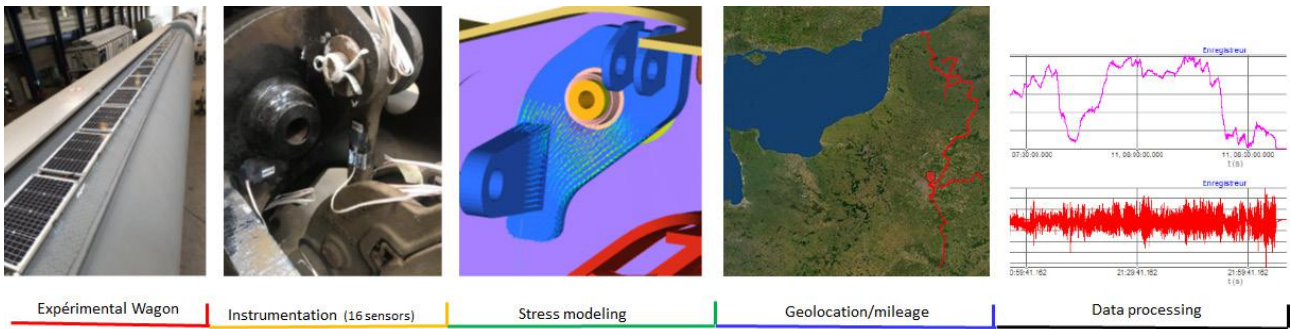 Enregistreur
07:30:00.000 11, 08:00:00.000 11, 08:30:00.000
t (s)
Enregistreur
0:59:41.162 21:29:41.162 21:59:41.162
t (s)
Expérimental Wagon
Instrumentation (16 sensors)
Stress modeling
Geolocation/mileage
Data processing